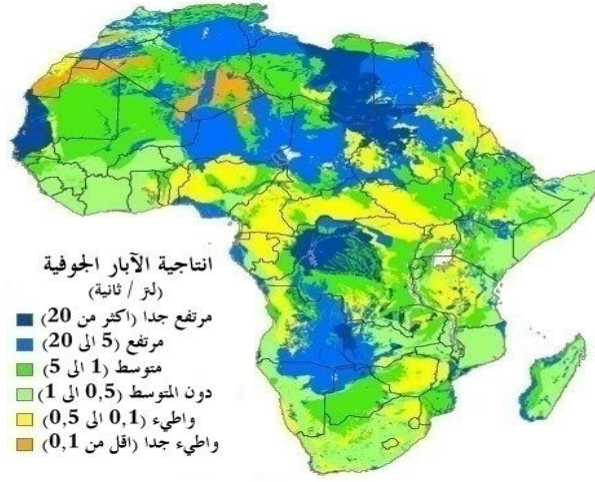 انتاجية الآبار الجوفية
(لتر / ثانية)
مرتفع جدا (اكثر من 20)
مرتفع (5 الى 20)
متوسط (1 الى 5)
دون المتوسط (0,5 الى 1)
واطيء (0,1 الى 0,5)
واطيء جدا (اقل من 0,1)